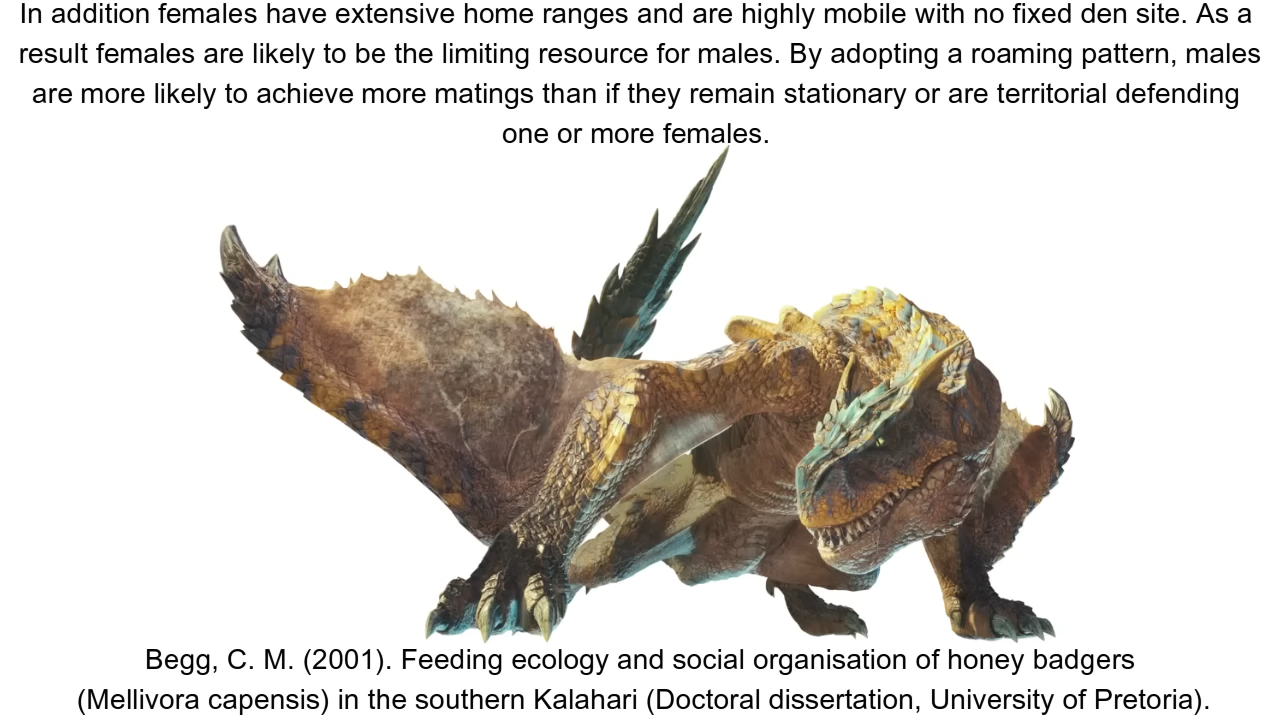 In addition females have extensive home ranges and are highly mobile with no fixed den site. As a
result females are likely to be the limiting resource for males. By adopting a roaming pattern, males
are more likely to achieve more matings than if they remain stationary or are territorial defending
one or more females.
Begg, C. M. (2001). Feeding ecology and social organisation of honey badgers
(Mellivora capensis) in the southern Kalahari (Doctoral dissertation, University of Pretoria).